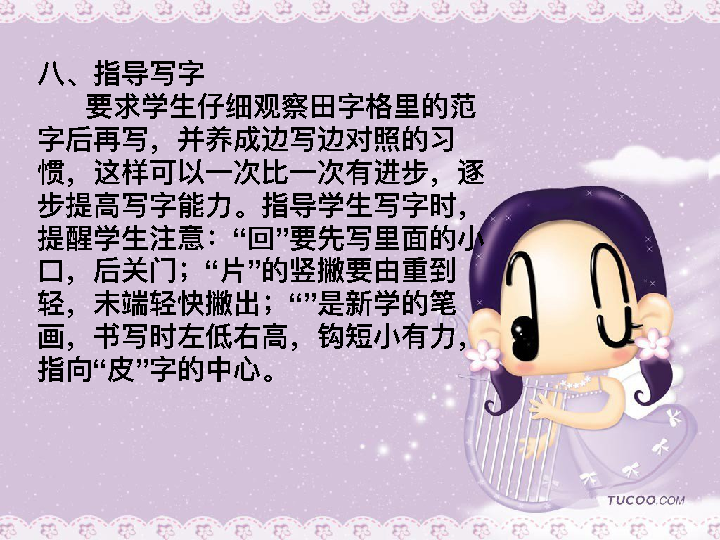 八、指导写字
要求学生仔细观察田字格里的范
字后再写，并养成边写边对照的习
惯，这样可以一次比一次有进步，逐
步提高写字能力。指导学生写字时，
提醒学生注意：“回”要先写里面的小
口，后关门；“片”的竖撇要由重到
轻，末端轻快撇出；“”是新学的笔
画，书写时左低右高，钩短小有力，
指向“皮”字的中心。
TUCOO.COM